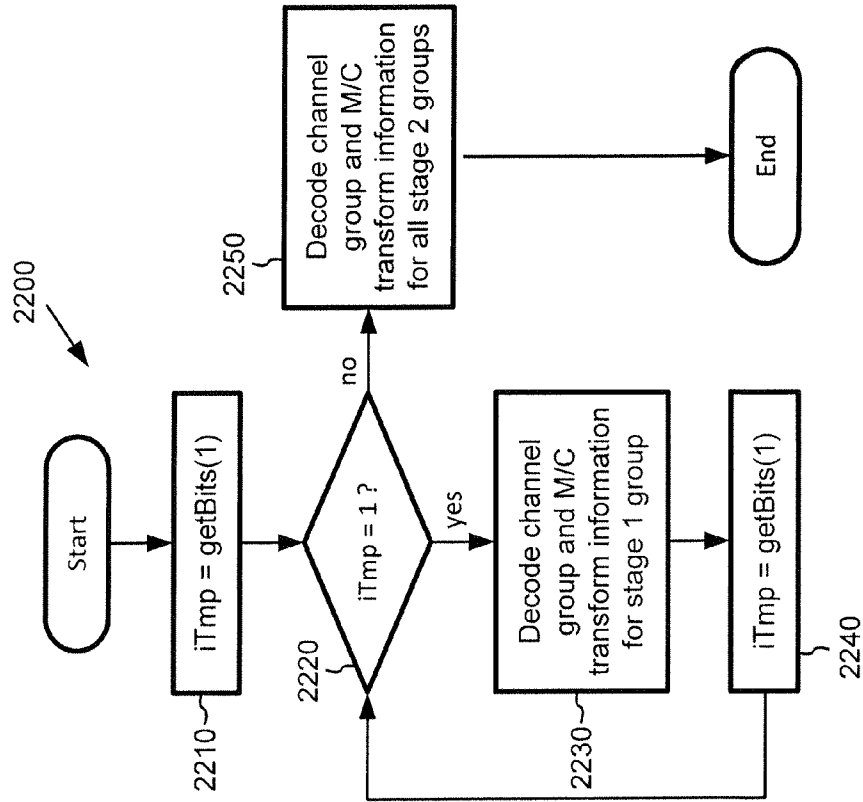 2200
Start
iTmp = getBits(1)
2210
iTmp = 1 ?
2220
no
yes
Decode channel
group and M/C
transform information
for all stage 2 groups
2250
Decode channel
group and M/C
transform information
for stage 1 group
2230
iTmp = getBits(1)
2240
End